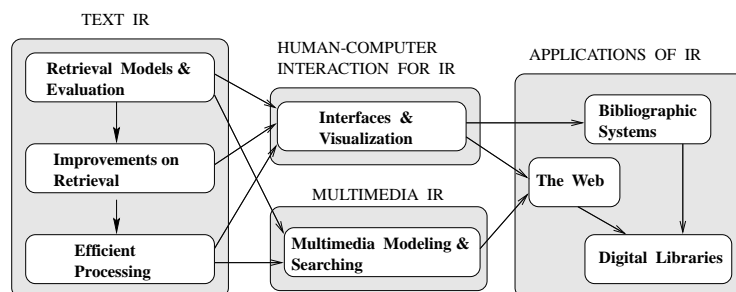 TEXT IR
Retrieval Models &
Evaluation
Improvements on
Retrieval
Efficient
Processing
HUMAN-COMPUTER
INTERACTION FOR IR
Interfaces &
Visualization
MULTIMEDIA IR
Multimedia Modeling &
Searching
APPLICATIONS OF IR
Bibliographic
Systems
The Web
Digital Libraries